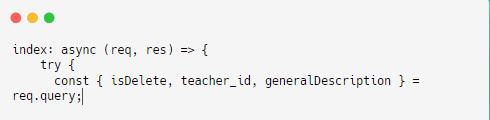 index: async (req, res) => {
    try {
      const { isDelete, teacher_id, generalDescription } =
req.query;